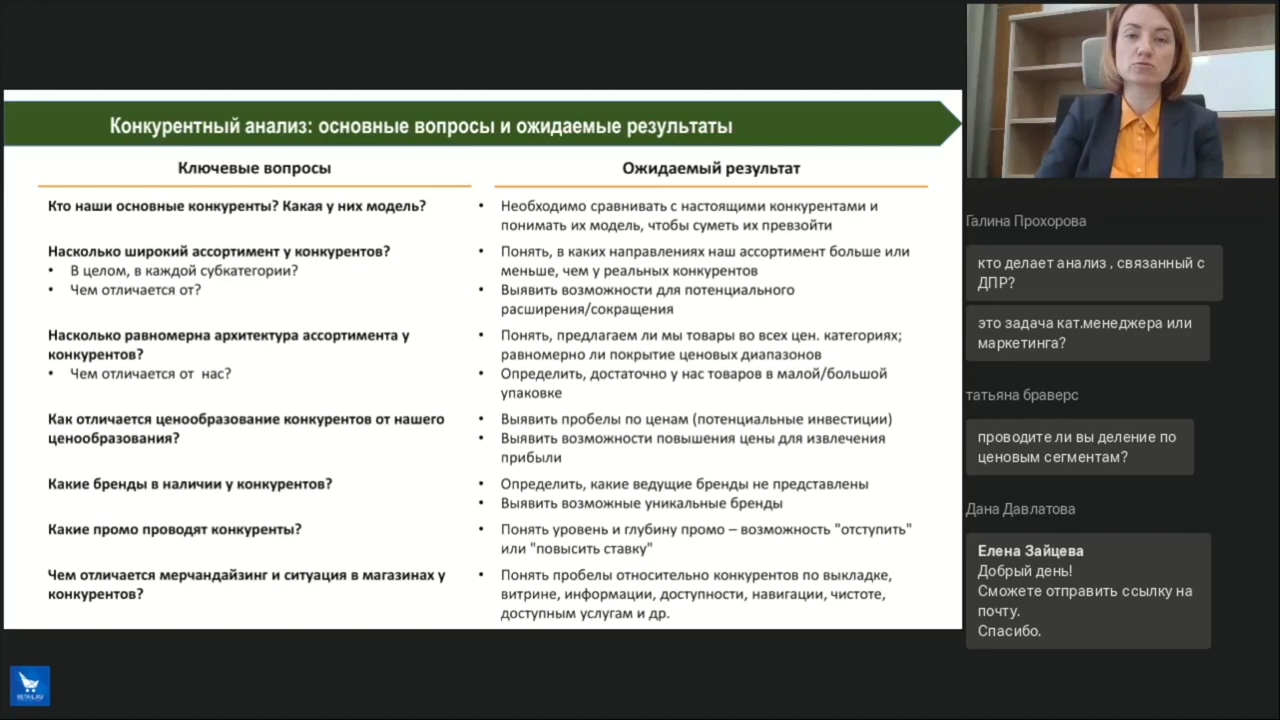 Конкурентный анализ: основные вопросы и ожидаемые результаты
Ключевые вопросы
Ожидаемый результат
Кто наши основные конкуренты? Какая у них модель?
• Необходимо сравнивать с настоящими конкурентами и
понимать их модель, чтобы суметь их превзойти
Насколько широкий ассортимент у конкурентов?
• В целом, в каждой субкатегории?
• Чем отличается от?
• Понять, в каких направлениях наш ассортимент больше или
меньше, чем у реальных конкурентов
• Выявить возможности для потенциального
расширения/сокращения
Насколько равномерна архитектура ассортимента у
конкурентов?
• Чем отличается от нас?
• Понять, предлагаем ли мы товары во всех цен. категориях;
равномерно ли покрытие ценовых диапазонов
• Определить, достаточно у нас товаров в малой/большой
упаковке
Как отличается ценообразование конкурентов от нашего
ценообразования?
• Выявить пробелы по ценам (потенциальные инвестиции)
• Выявить возможности повышения цены для извлечения
прибыли
Какие бренды в наличии у конкурентов?
• Определить, какие ведущие бренды не представлены
• Выявить возможные уникальные бренды
Какие промо проводят конкуренты?
• Понять уровень и глубину промо – возможность "отступить"
или "повысить ставку"
Чем отличается мерчандайзинг и ситуация в магазинах у
конкурентов?
• Понять пробелы относительно конкурентов по выкладке,
витрине, информации, доступности, навигации, чистоте,
доступным услугам и др.
Галина Прохорова
кто делает анализ , связанный с
ДПР?
это задача кат.менеджера или
маркетинга?
татьяна браверс
проводите ли вы деление по
ценовым сегментам?
Дана Давлатова
Елена Зайцева
Добрый день!
Сможете отправить ссылку на
почту.
Спасибо.
RETAIL.RU